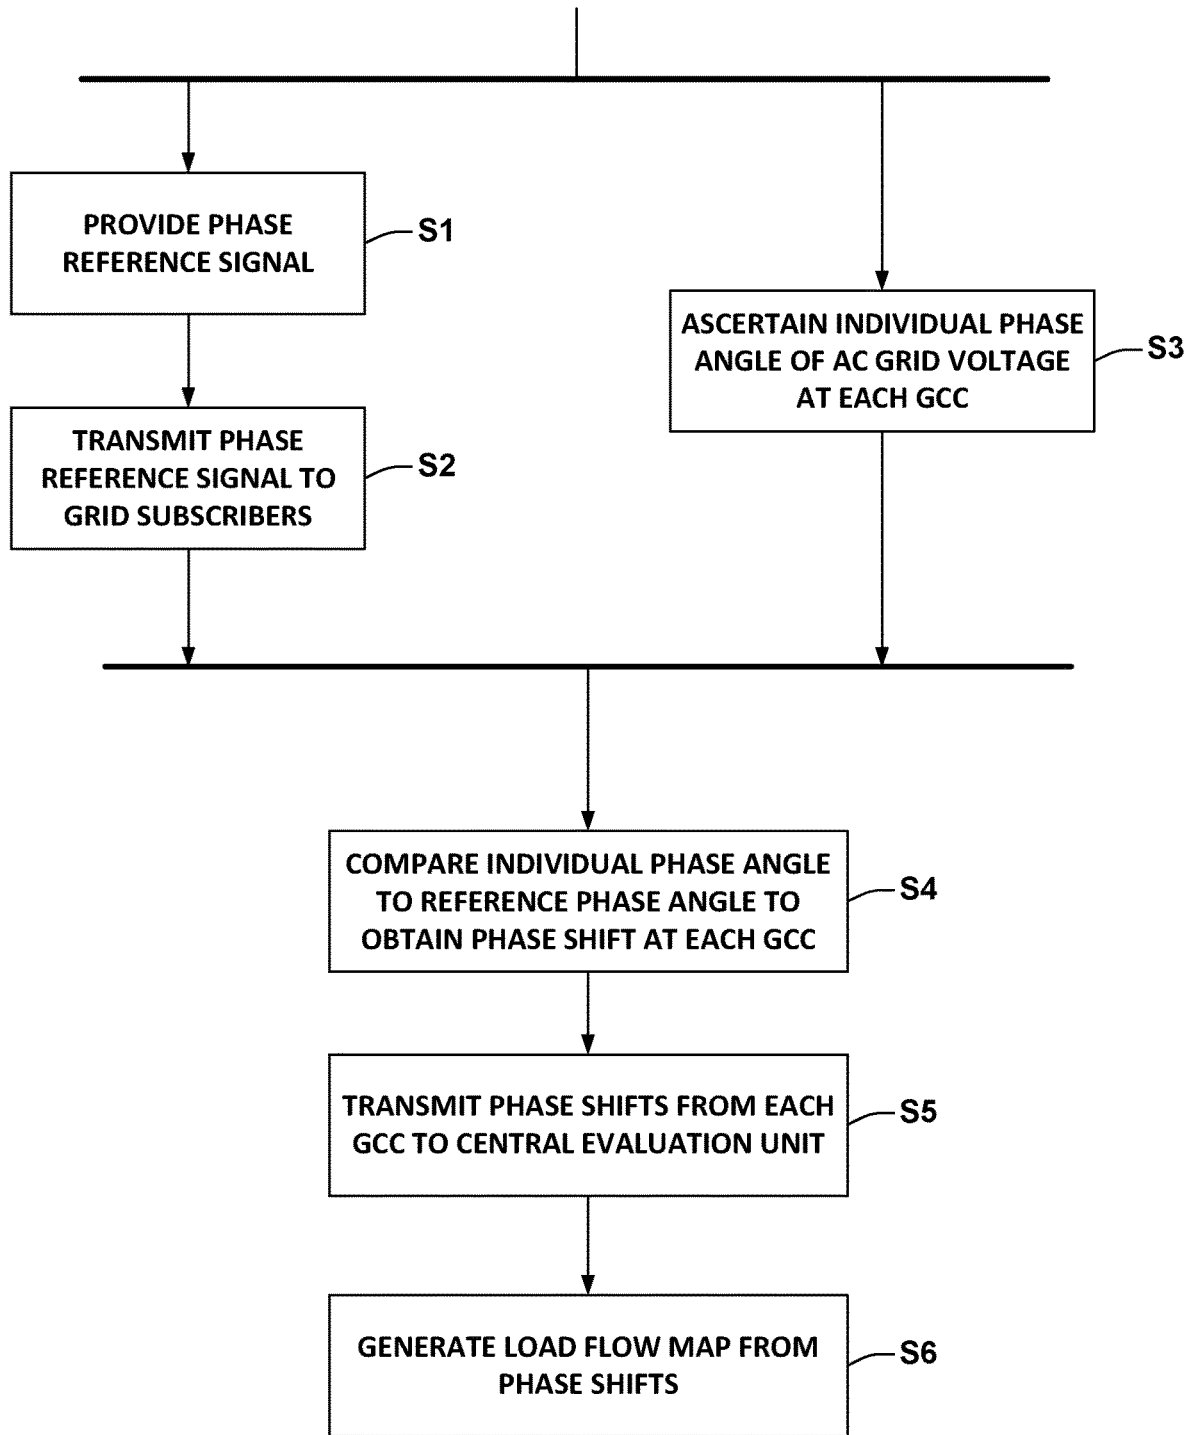 PROVIDE PHASE
REFERENCE SIGNAL
S1
TRANSMIT PHASE
REFERENCE SIGNAL TO
GRID SUBSCRIBERS
S2
ASCERTAIN INDIVIDUAL PHASE
ANGLE OF AC GRID VOLTAGE
AT EACH GCC
S3
COMPARE INDIVIDUAL PHASE ANGLE
TO REFERENCE PHASE ANGLE TO
OBTAIN PHASE SHIFT AT EACH GCC
S4
TRANSMIT PHASE SHIFTS FROM EACH
GCC TO CENTRAL EVALUATION UNIT
S5
GENERATE LOAD FLOW MAP FROM
PHASE SHIFTS
S6